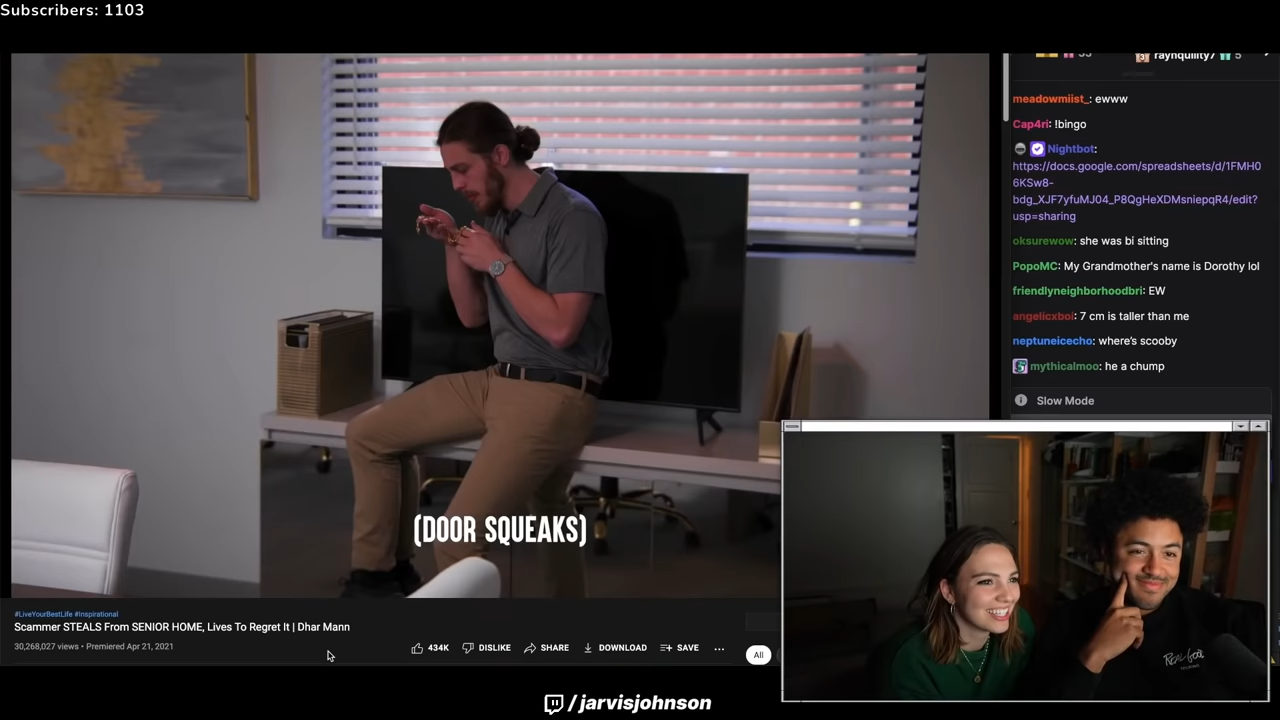 Subscribers: 1103
raynquility7 5
meadowmiist_: ewww
Cap4ri: !bingo
Nightbot:
https://docs.google.com/spreadsheets/d/1FMH0
6KSw8-
bdg_XJF7yfuMJ04_P8QgHeXDMsniepqR4/edit?
usp=sharing
oksurewow: she was bi sitting
PopoMC: My Grandmother's name is Dorothy lol
friendlyneighborhoodbri: EW
angelicxboi: 7 cm is taller than me
neptuneicecho: where's scooby
mythicalmoo: he a chump
Slow Mode
(DOOR SQUEAKS)
#LiveYourBestLife #Inspirational
Scammer STEALS From SENIOR HOME, Lives To Regret It | Dhar Mann
30,268,027 views • Premiered Apr 21, 2021
434K DISLIKE SHARE DOWNLOAD SAVE ...
All
REAL GOOD
/jarvisjohnson